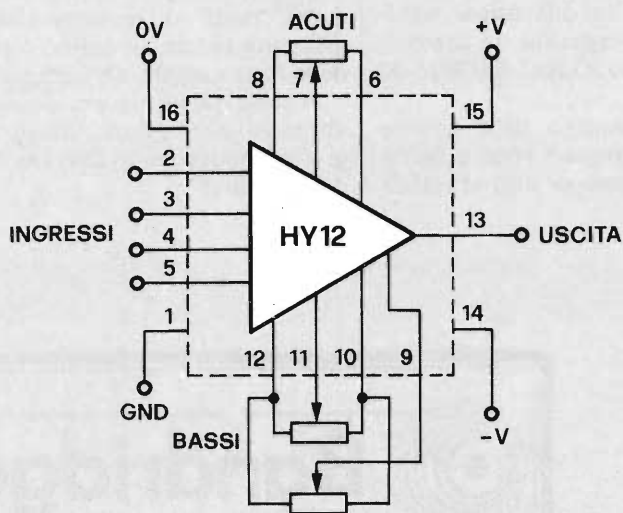 ACUTI
0V
+V
8 7 6
16
15
2
3
INGRESSI
HY12
13
USCITA
4
5
1
14
12 11 10 9
GND
BASSI
-V